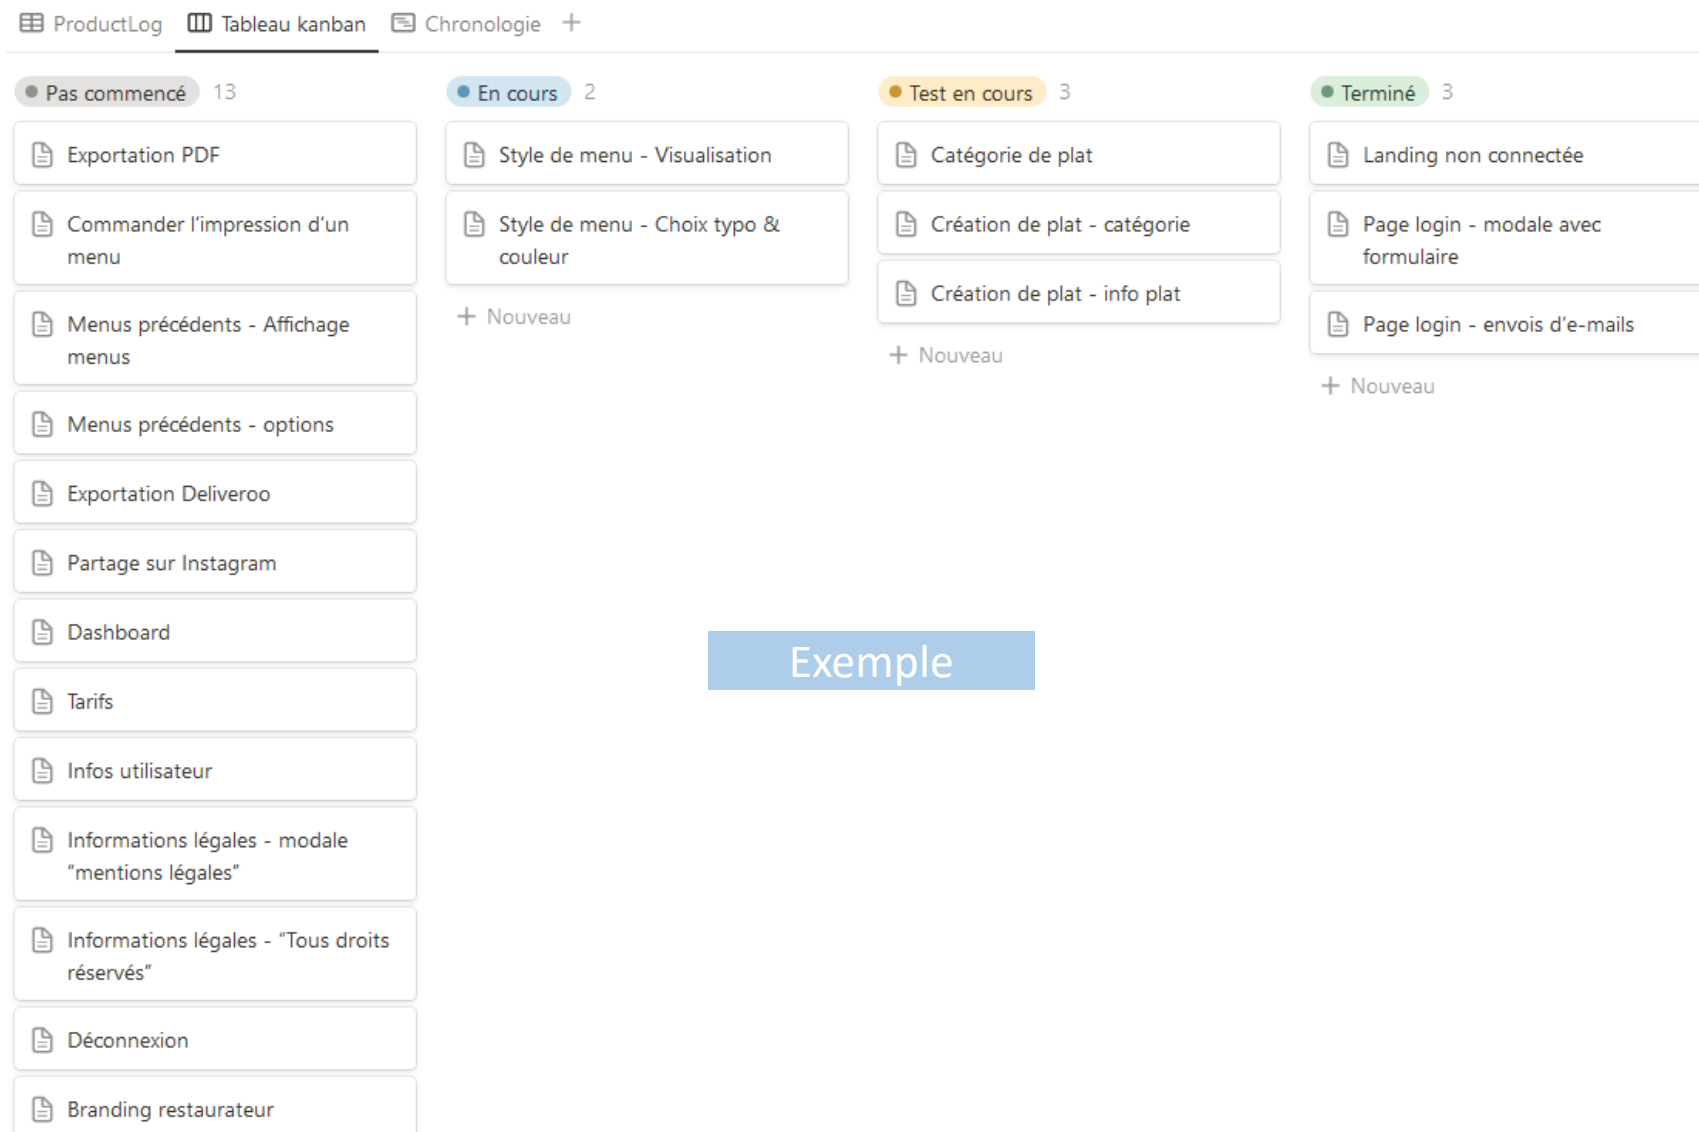 ProductLog Tableau kanban Chronologie
Pas commencé 13
Exportation PDF
Commander l'impression d'un
menu
Menus précédents - Affichage
menus
Menus précédents - options
Exportation Deliveroo
Partage sur Instagram
Dashboard
Tarifs
Infos utilisateur
Informations légales - modale
“mentions légales”
Informations légales - “Tous droits
réservés”
Déconnexion
Branding restaurateur
En cours 2
Style de menu - Visualisation
Style de menu - Choix typo &
couleur
+ Nouveau
Test en cours 3
Catégorie de plat
Création de plat - catégorie
Création de plat - info plat
+ Nouveau
Terminé 3
Landing non connectée
Page login - modale avec
formulaire
Page login - envois d'e-mails
+ Nouveau
Exemple